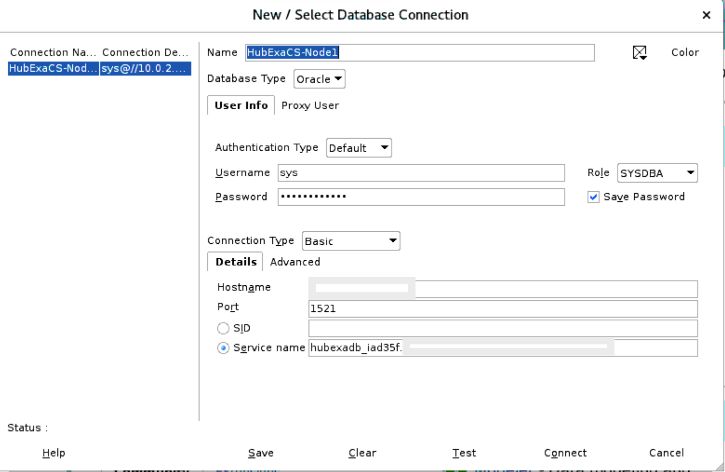 New / Select Database Connection
Connection Na... Connection De...
HubExaCS-Nod... sys@//10.0.2....
Name HubExaCS-Node1 Color
Database Type Oracle
User Info Proxy User
Authentication Type Default
Username sys Role SYSDBA
Password •••••••••••• Save Password
Connection Type Basic
Details Advanced
Hostname
Port 1521
SID
Service name hubexadb_iad35f.
Status :
Help Save Clear Test Connect Cancel